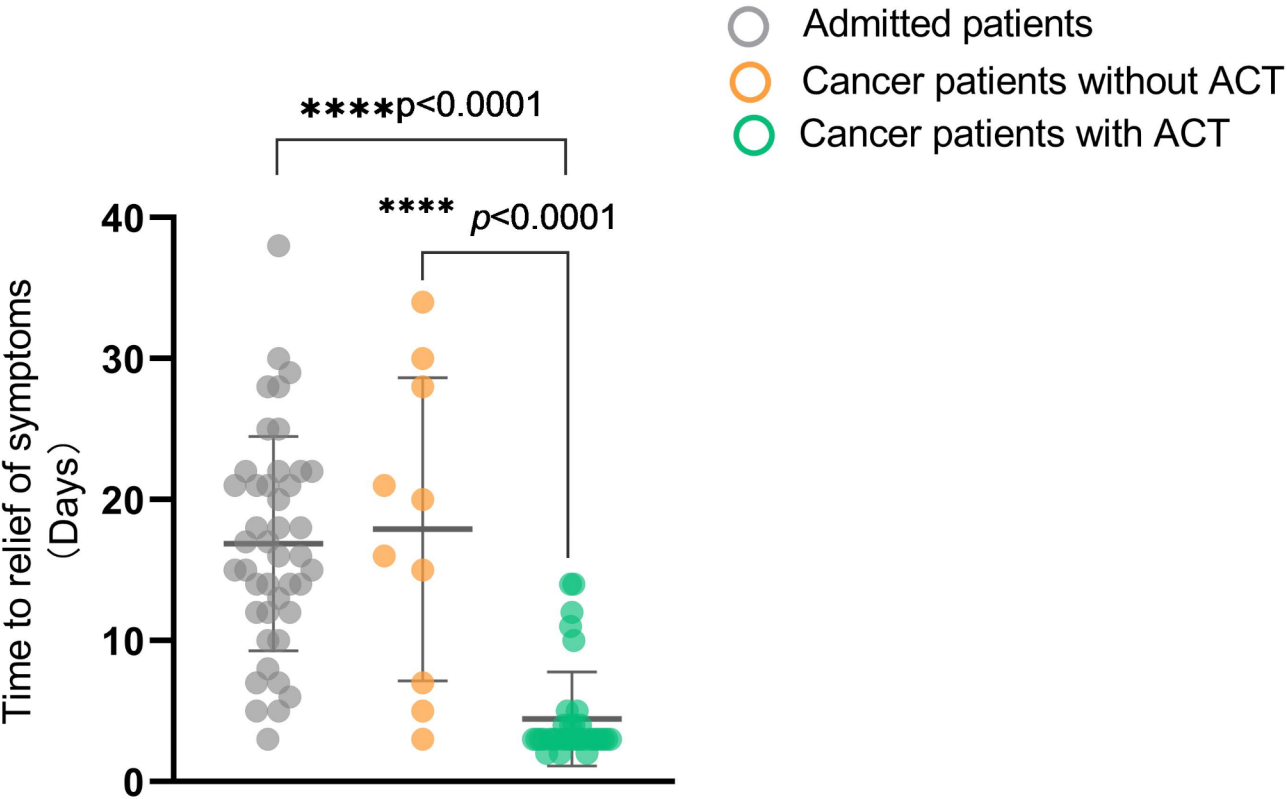 Admitted patients
Cancer patients without ACT
Cancer patients with ACT
****p<0.0001
**** p<0.0001
40
30
20
10
0
Time to relief of symptoms
（Days）